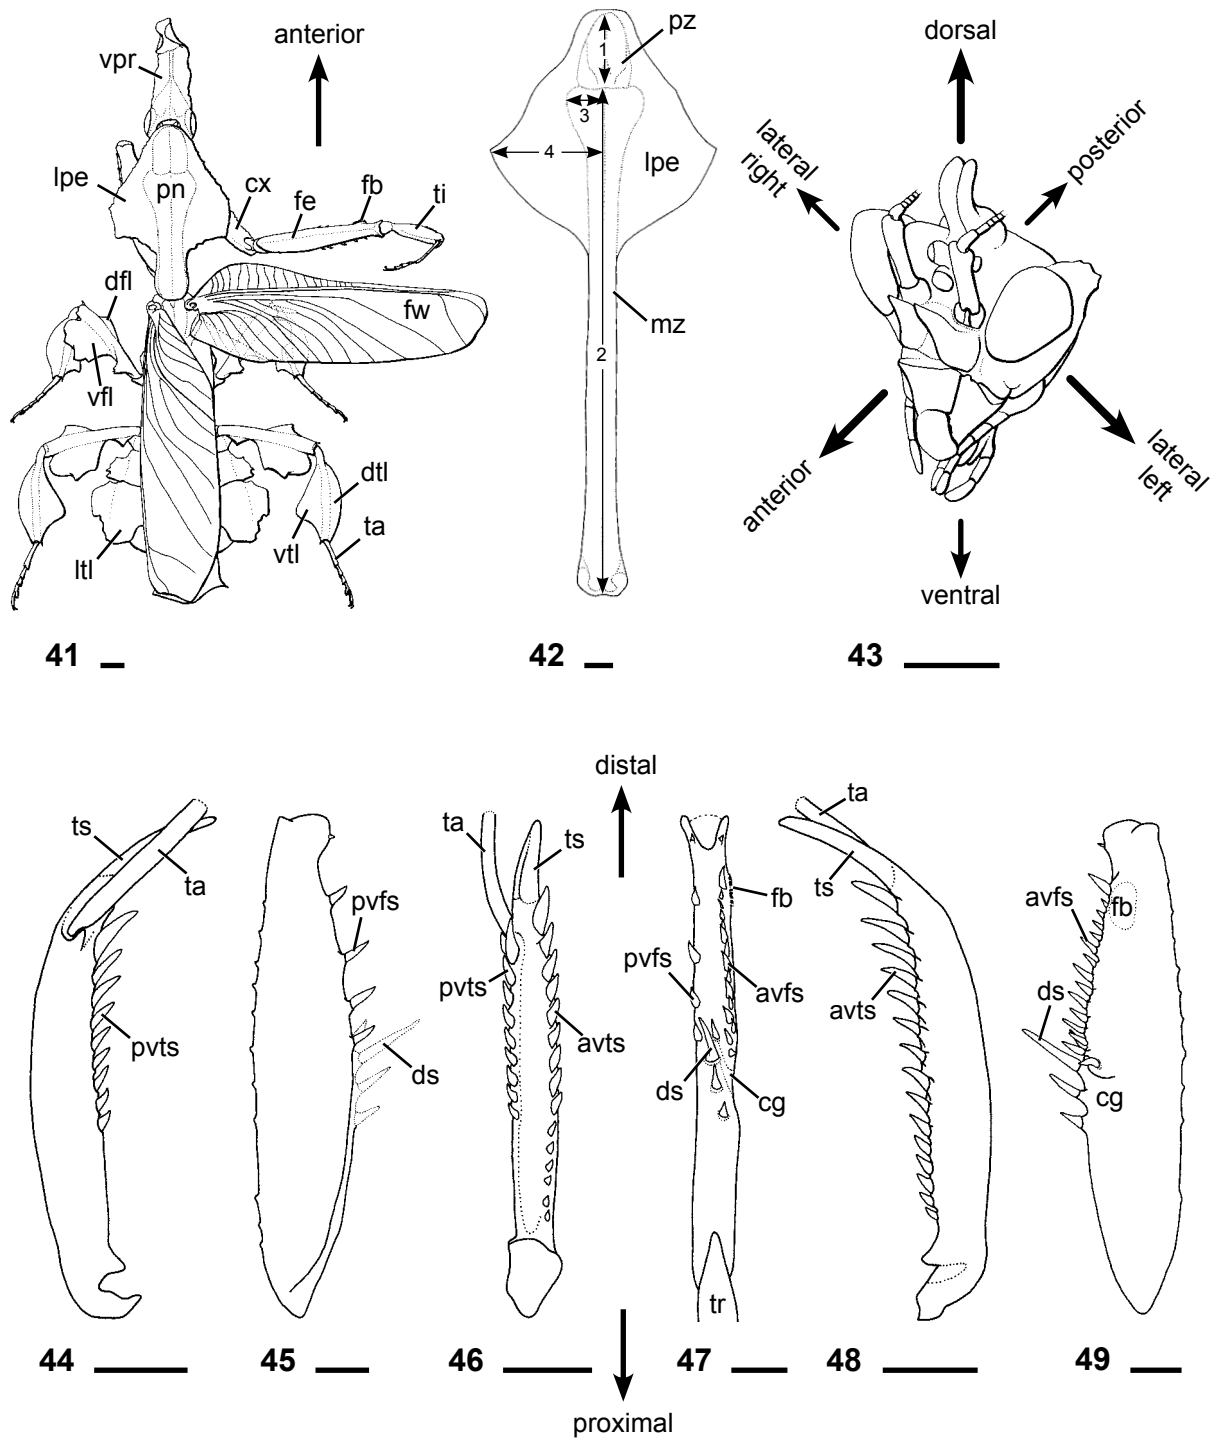 anterior
vpr
lpe
pn
cx
fe
fb
ti
dfl
fw
vfl
dtl
vtl
ta
ltl
41
pz
1
3
4
lpe
mz
2
42
dorsal
lateral
right
posterior
anterior
lateral
left
ventral
43
distal
ts
ta
pvts
44
pvfs
ds
45
ta
ts
pvts
avts
46
fb
pvfs
avfs
ds
cg
tr
47
ta
ts
avts
48
avfs
fb
ds
cg
49
proximal